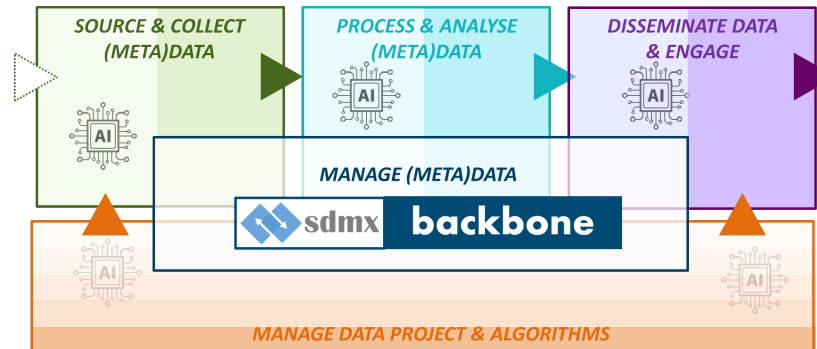 SOURCE & COLLECT
(META)DATA
PROCESS & ANALYSE
(META)DATA
DISSEMINATE DATA
& ENGAGE
AI
AI
AI
MANAGE (META)DATA
sdmx backbone
AI
AI
MANAGE DATA PROJECT & ALGORITHMS